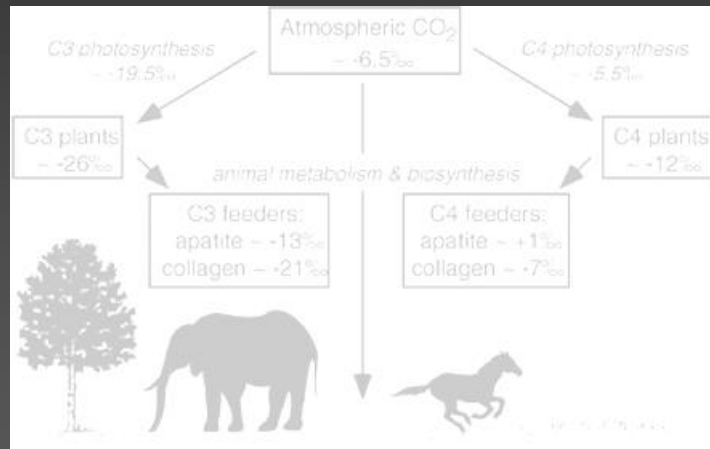 Atmospheric CO₂
~ -6.5‰
C3 photosynthesis
~ -19.5‰
C4 photosynthesis
~ -5.5‰
C3 plants
~ -26‰
C4 plants
~ -12‰
animal metabolism & biosynthesis
C3 feeders:
apatite ~ -13‰
collagen ~ -21‰
C4 feeders:
apatite ~ +1‰
collagen ~ -7‰